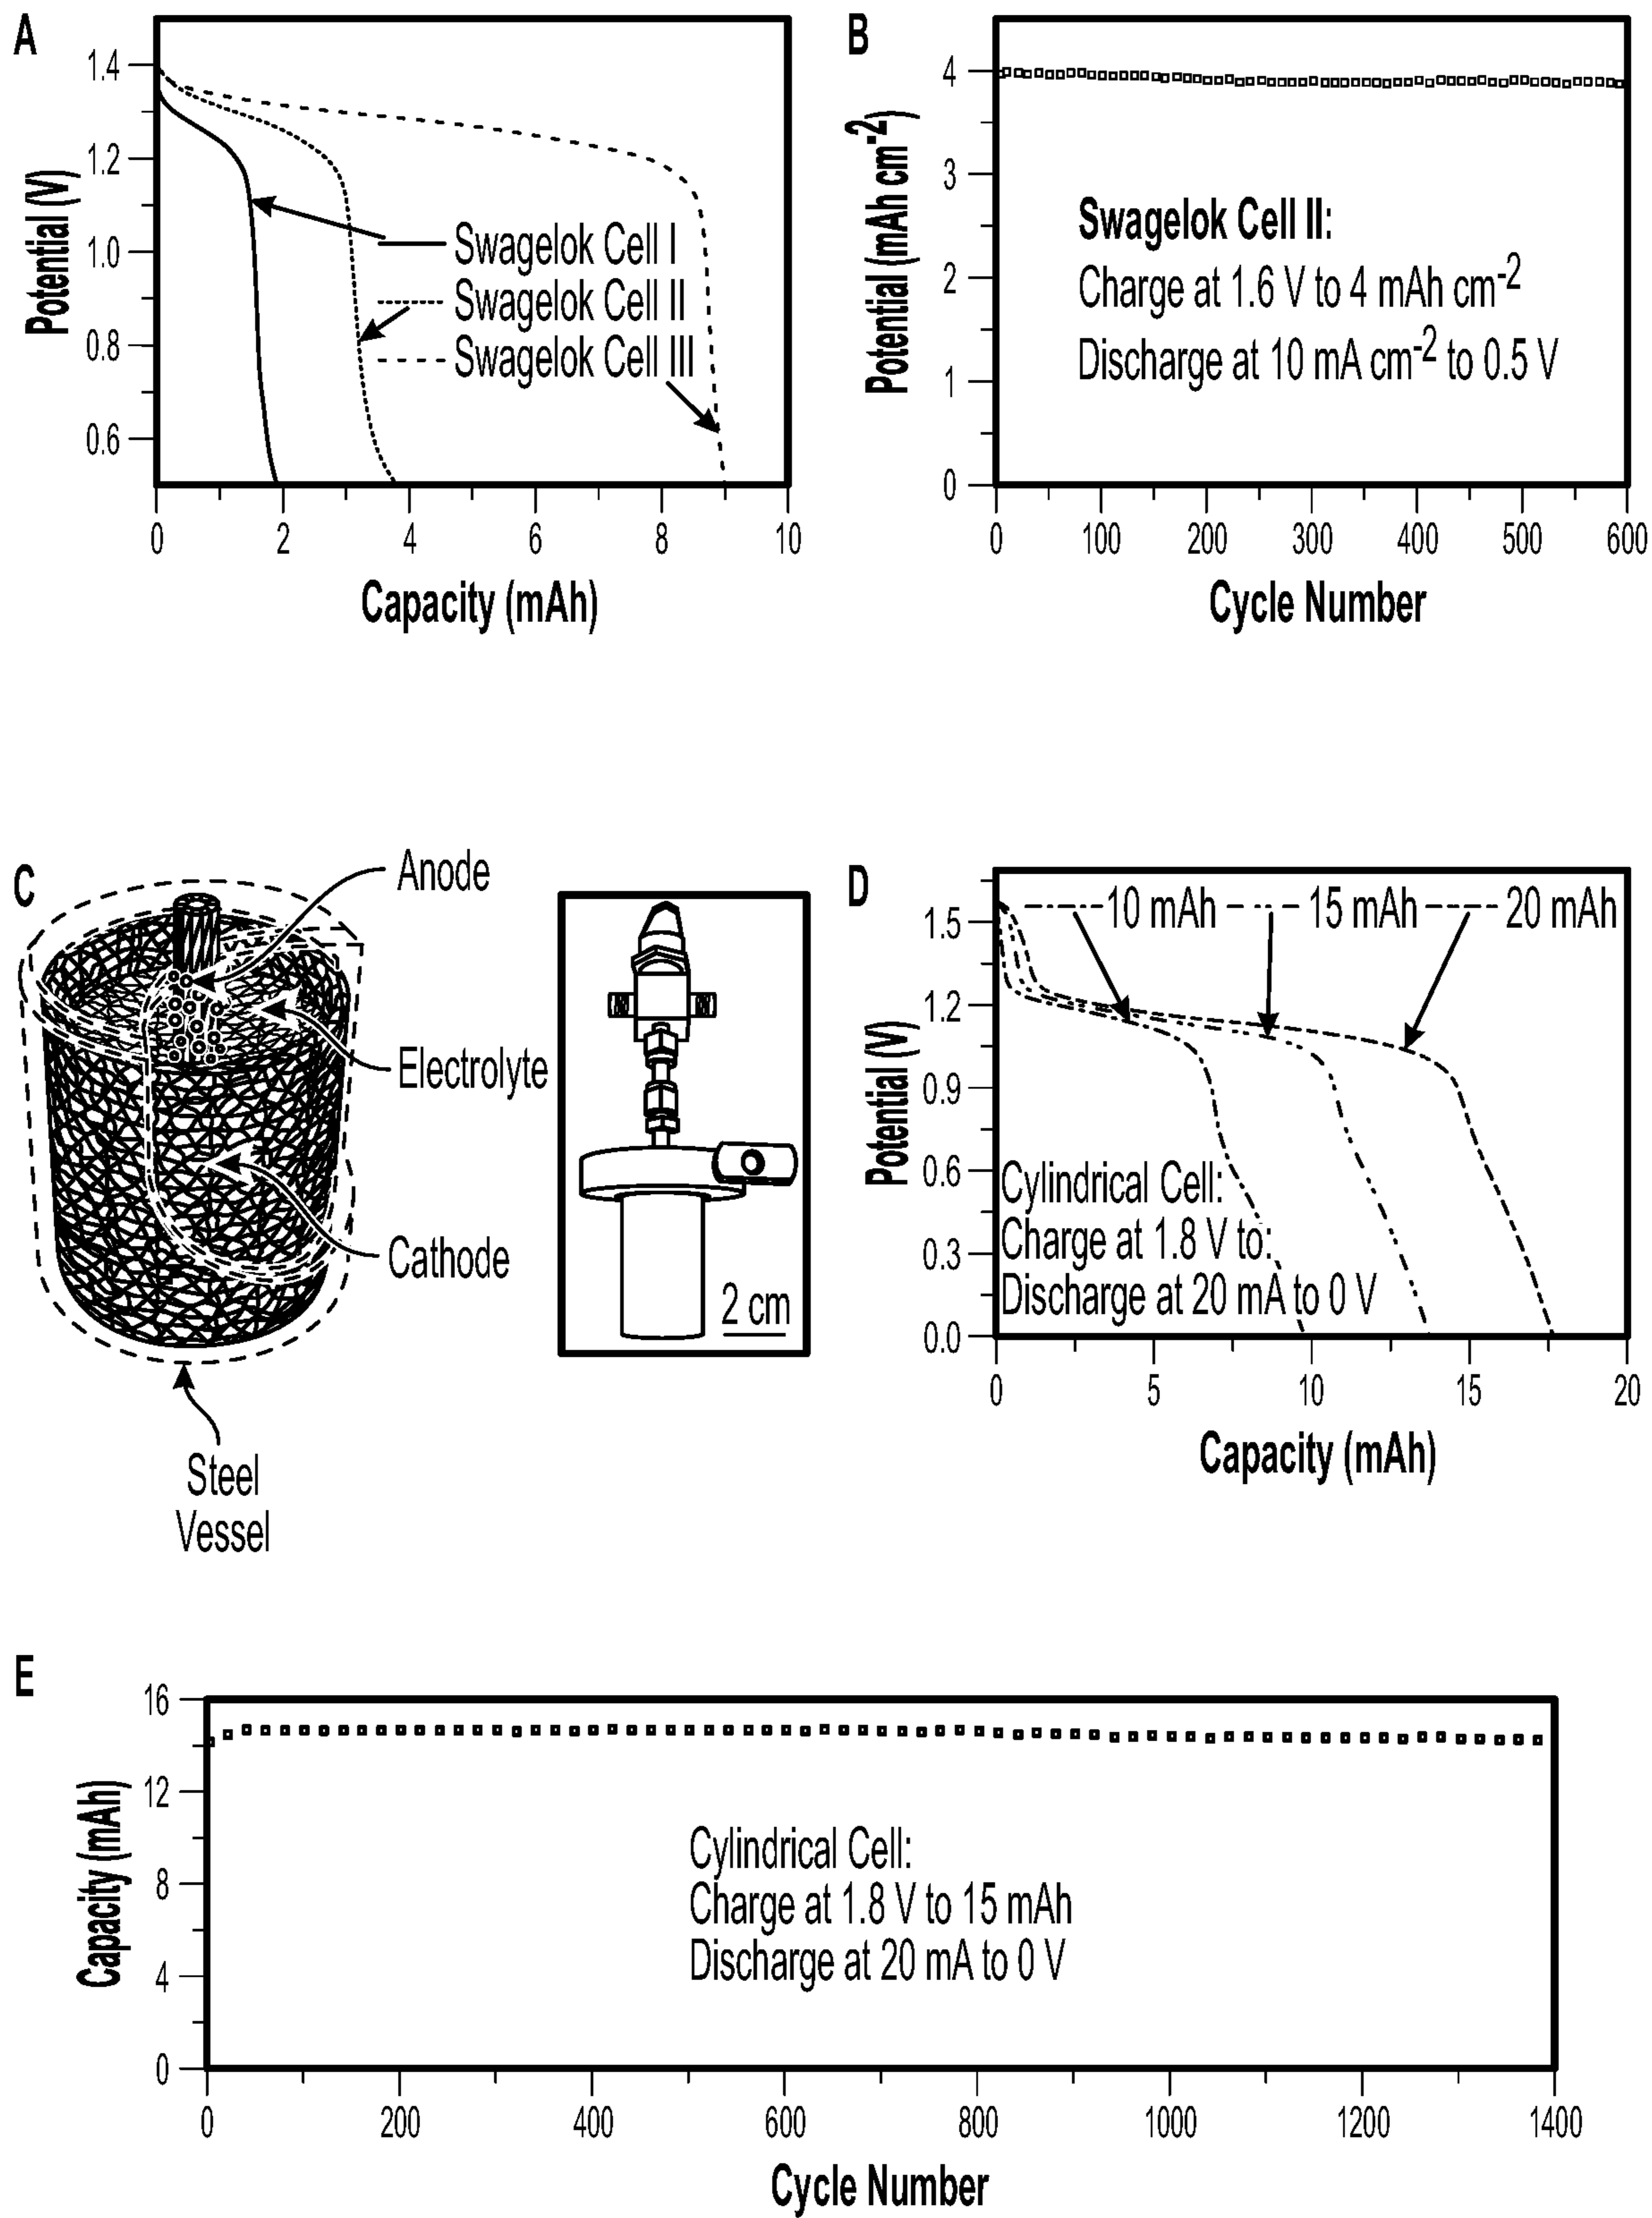 A
Potential (V)
1.4
1.2
1.0
0.8
0.6
Swagelok Cell I
Swagelok Cell II
Swagelok Cell III
0 2 4 6 8 10
Capacity (mAh)
B
Potential (mAh cm-2)
4
3
2
1
0
Swagelok Cell II:
Charge at 1.6 V to 4 mAh cm-2
Discharge at 10 mA cm-2 to 0.5 V
0 100 200 300 400 500 600
Cycle Number
C
Anode
Electrolyte
Cathode
Steel
Vessel
2 cm
D
Potential (V)
1.5
1.2
0.9
0.6
0.3
0.0
10 mAh 15 mAh 20 mAh
Cylindrical Cell:
Charge at 1.8 V to:
Discharge at 20 mA to 0 V
0 5 10 15 20
Capacity (mAh)
E
Capacity (mAh)
16
12
8
4
0
Cylindrical Cell:
Charge at 1.8 V to 15 mAh
Discharge at 20 mA to 0 V
0 200 400 600 800 1000 1200 1400
Cycle Number